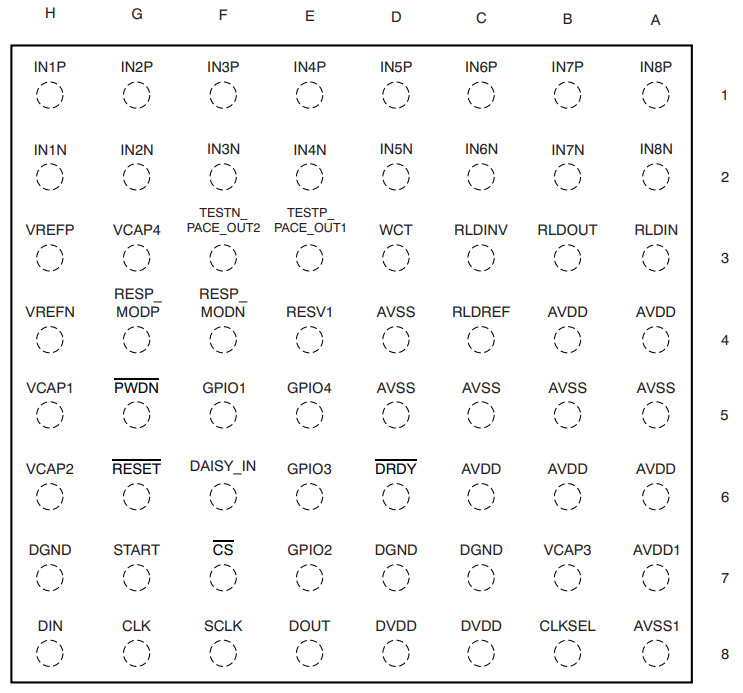 H G F E D C B A
IN1P IN2P IN3P IN4P IN5P IN6P IN7P IN8P
1
IN1N IN2N IN3N IN4N IN5N IN6N IN7N IN8N
2
TESTN_ TESTP_
VREFP VCAP4 PACE_OUT2 PACE_OUT1 WCT RLDINV RLDOUT RLDIN
3
RESP_ RESP_
VREFN MODP MODN RESV1 AVSS RLDREF AVDD AVDD
4
VCAP1 PWDN GPIO1 GPIO4 AVSS AVSS AVSS AVSS
5
VCAP2 RESET DAISY_IN GPIO3 DRDY AVDD AVDD AVDD
6
DGND START CS GPIO2 DGND DGND VCAP3 AVDD1
7
DIN CLK SCLK DOUT DVDD DVDD CLKSEL AVSS1
8